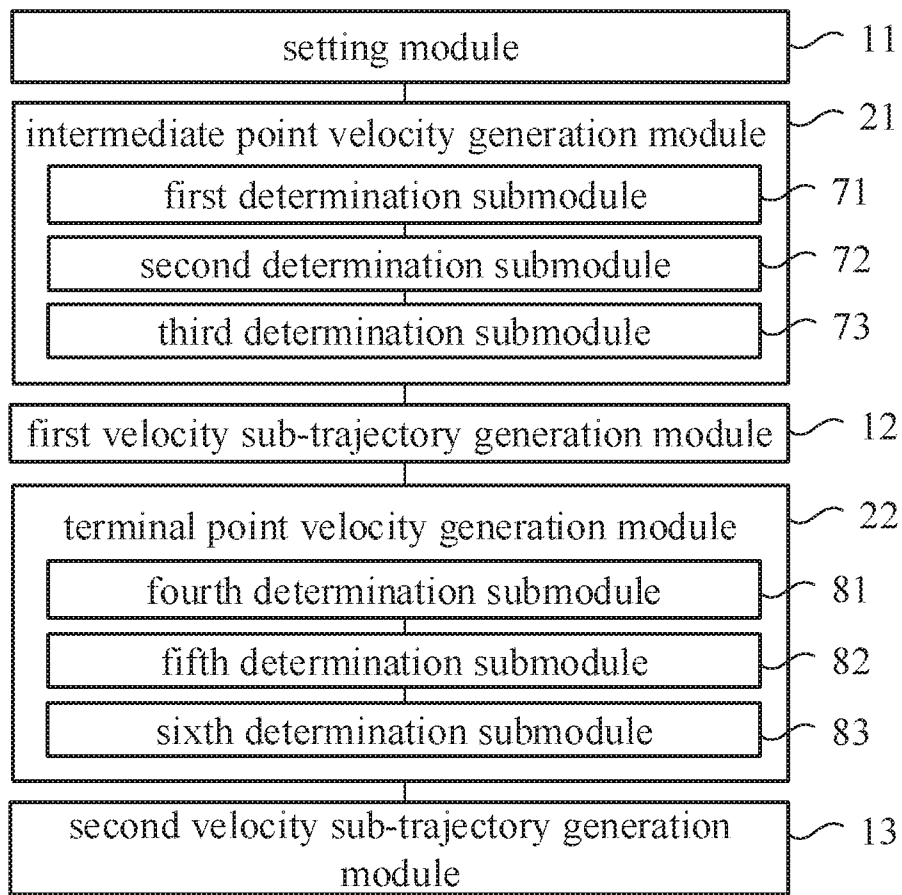 setting module 11
intermediate point velocity generation module 21
first determination submodule 71
second determination submodule 72
third determination submodule 73
first velocity sub-trajectory generation module 12
terminal point velocity generation module 22
fourth determination submodule 81
fifth determination submodule 82
sixth determination submodule 83
second velocity sub-trajectory generation 13
module